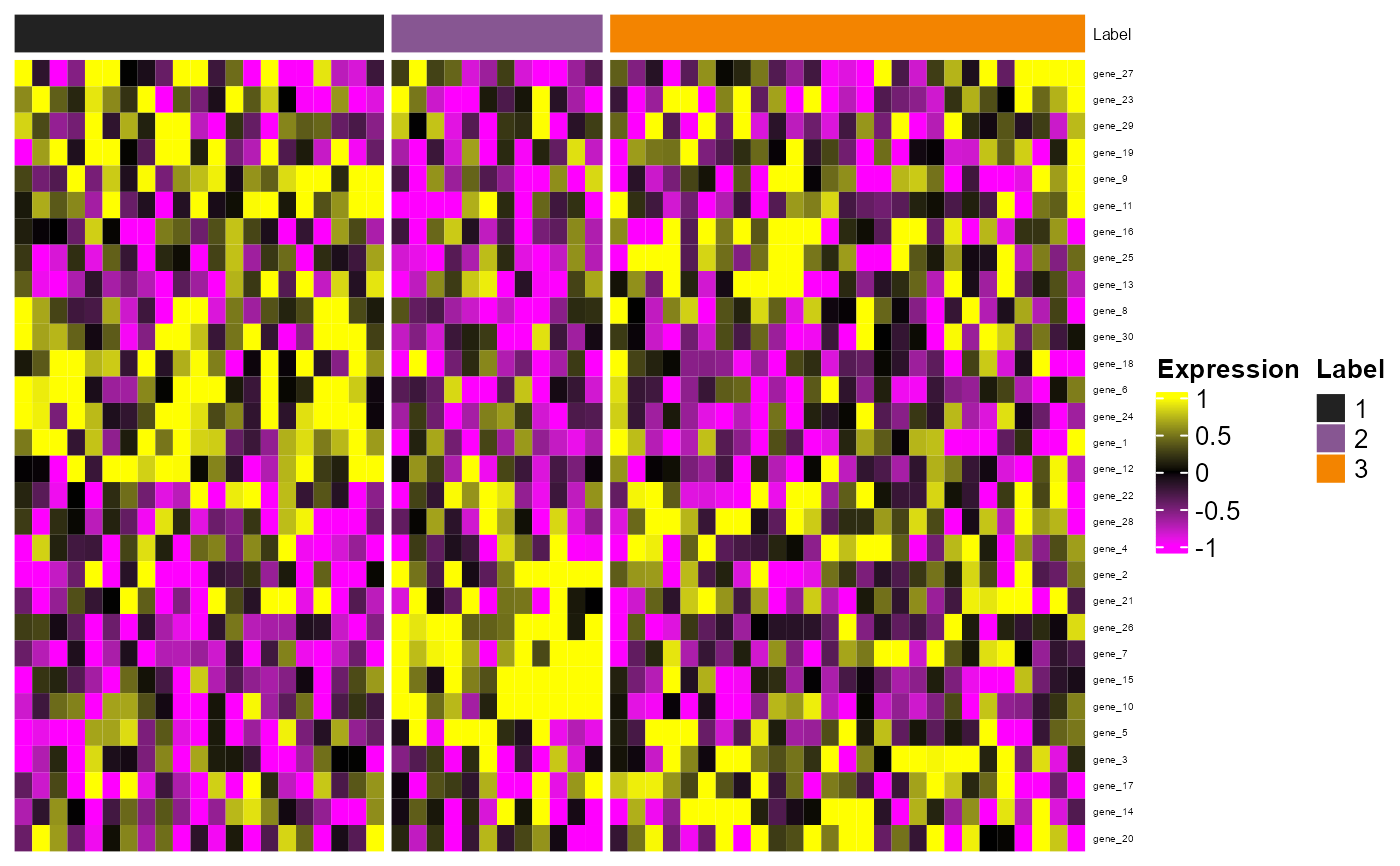 Label
gene_27
gene_23
gene_29
gene_19
gene_9
gene_11
gene_16
gene_25
gene_13
gene_8
gene_30
gene_18
gene_6
gene_24
gene_1
gene_12
gene_22
gene_28
gene_4
gene_2
gene_21
gene_26
gene_7
gene_15
gene_10
gene_5
gene_3
gene_17
gene_14
gene_20
Expression
1
0.5
0
-0.5
-1
Label
1
2
3